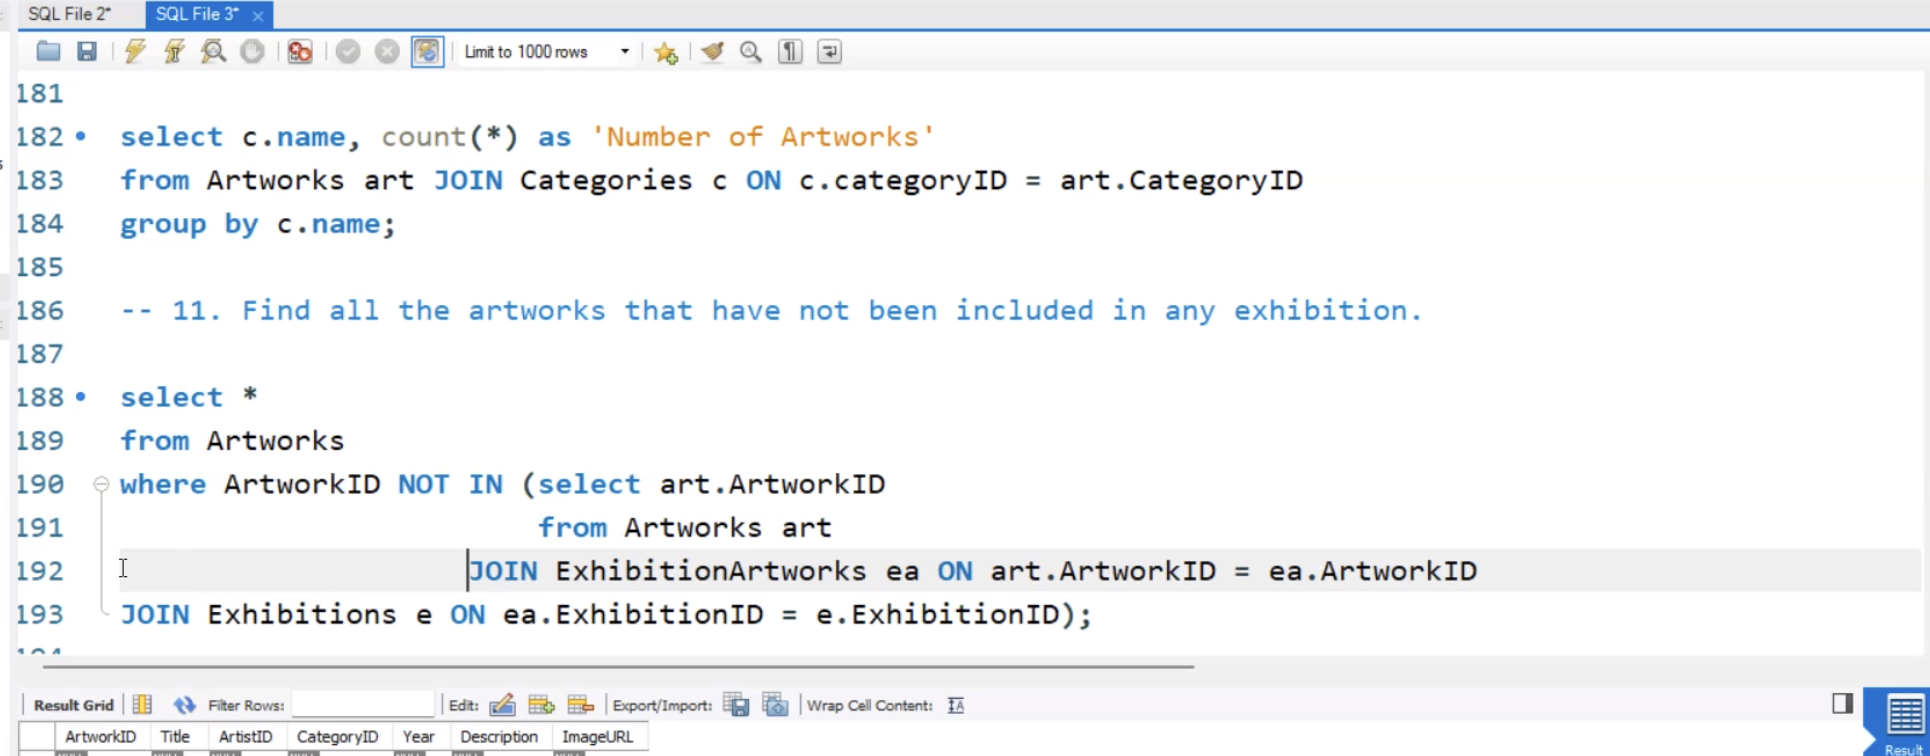 SQL File 2* SQL File 3*
Limit to 1000 rows
181
182 select c.name, count(*) as 'Number of Artworks'
183 from Artworks art JOIN Categories c ON c.categoryID = art.CategoryID
184 group by c.name;
185
186 -- 11. Find all the artworks that have not been included in any exhibition.
187
188 select *
189 from Artworks
190 where ArtworkID NOT IN (select art.ArtworkID
191 from Artworks art
192 JOIN ExhibitionArtworks ea ON art.ArtworkID = ea.ArtworkID
193 JOIN Exhibitions e ON ea.ExhibitionID = e.ExhibitionID);
Result Grid Filter Rows: Edit: Export/Import: Wrap Cell Content:
ArtworkID Title ArtistID CategoryID Year Description ImageURL
Result